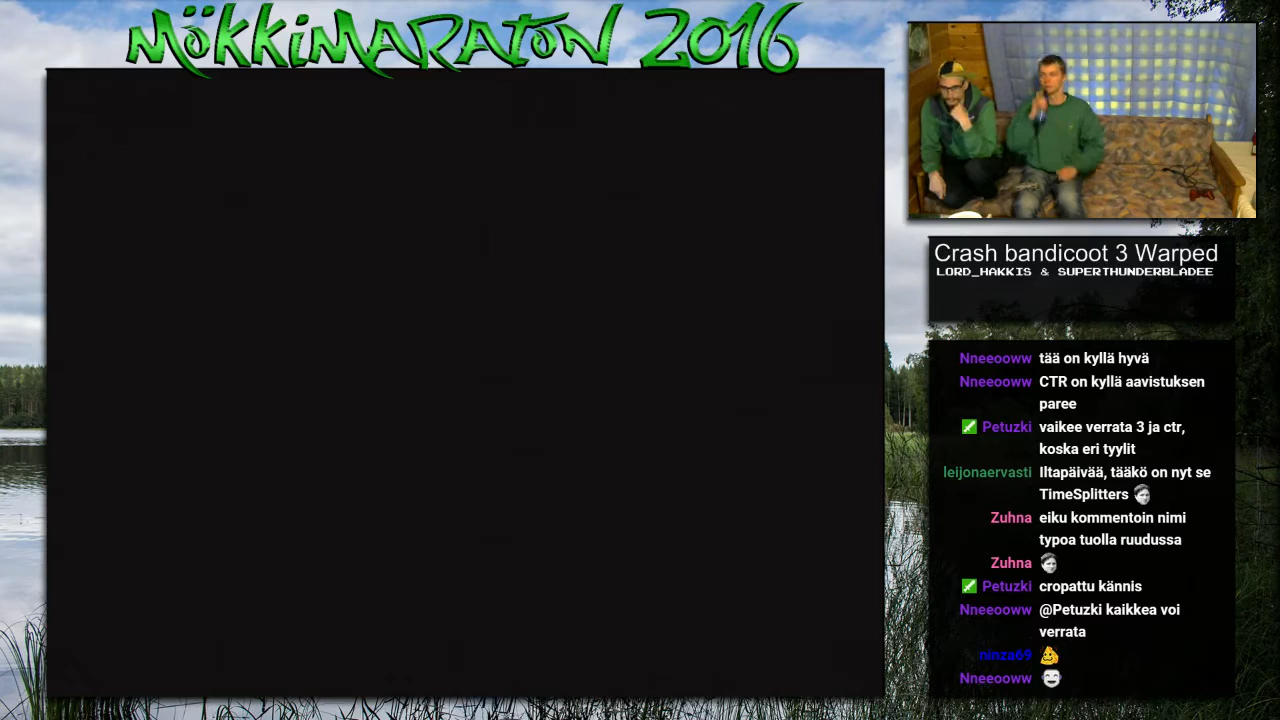 MökkiMARAToN 2016
Crash bandicoot 3 Warped
LORD_HAKKIS & SUPERTHUNDERBLADEE
Nneeooww tää on kyllä hyvä
Nneeooww CTR on kyllä aavistuksen
paree
Petuzki vaikee verrata 3 ja ctr,
koska eri tyylit
leijonaervasti Iltapäivää, tääkö on nyt se
TimeSplitters
Zuhna eiku kommentoin nimi
typoa tuolla ruudussa
Zuhna
Petuzki cropattu kännis
Nneeooww @Petuzki kaikkea voi
verrata
ninza69
Nneeooww